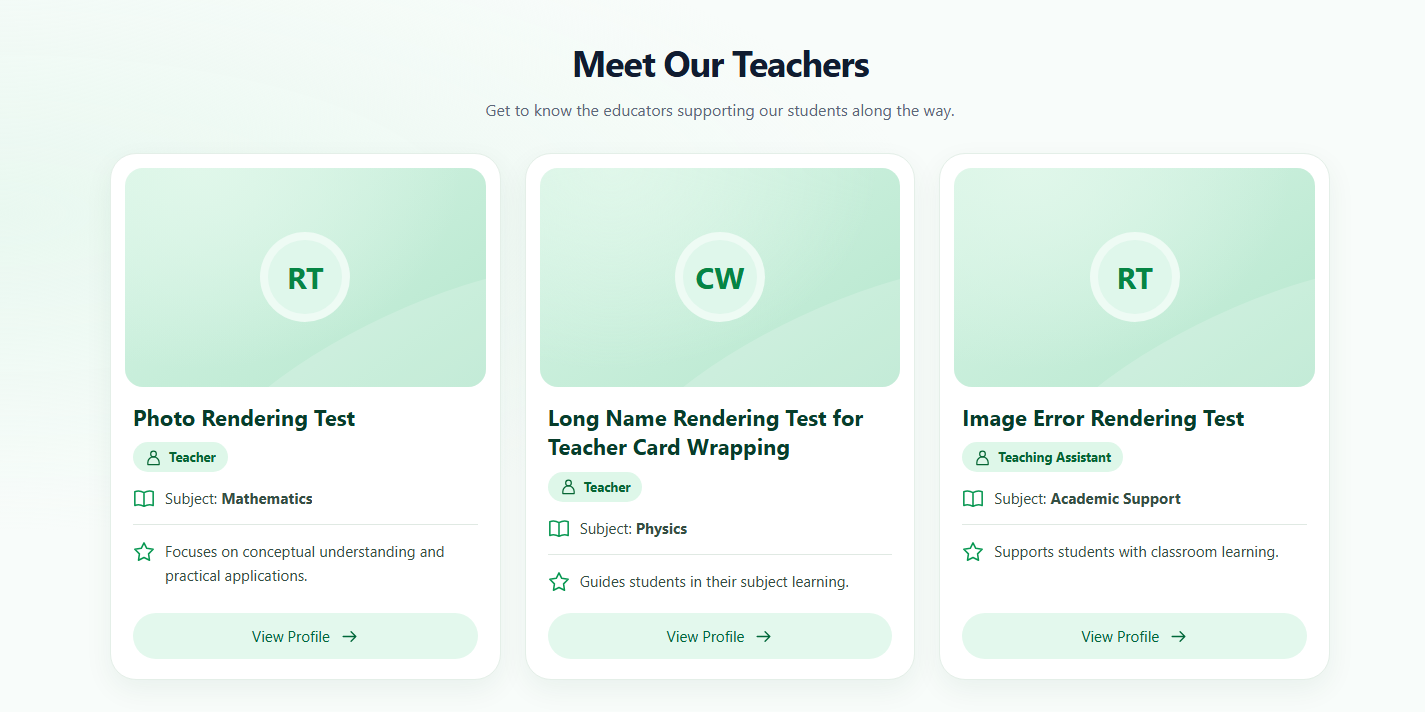 Meet Our Teachers
Get to know the educators supporting our students along the way.
RT
Photo Rendering Test
Teacher
Subject: Mathematics
Focuses on conceptual understanding and
practical applications.
View Profile →
CW
Long Name Rendering Test for
Teacher Card Wrapping
Teacher
Subject: Physics
Guides students in their subject learning.
View Profile →
RT
Image Error Rendering Test
Teaching Assistant
Subject: Academic Support
Supports students with classroom learning.
View Profile →